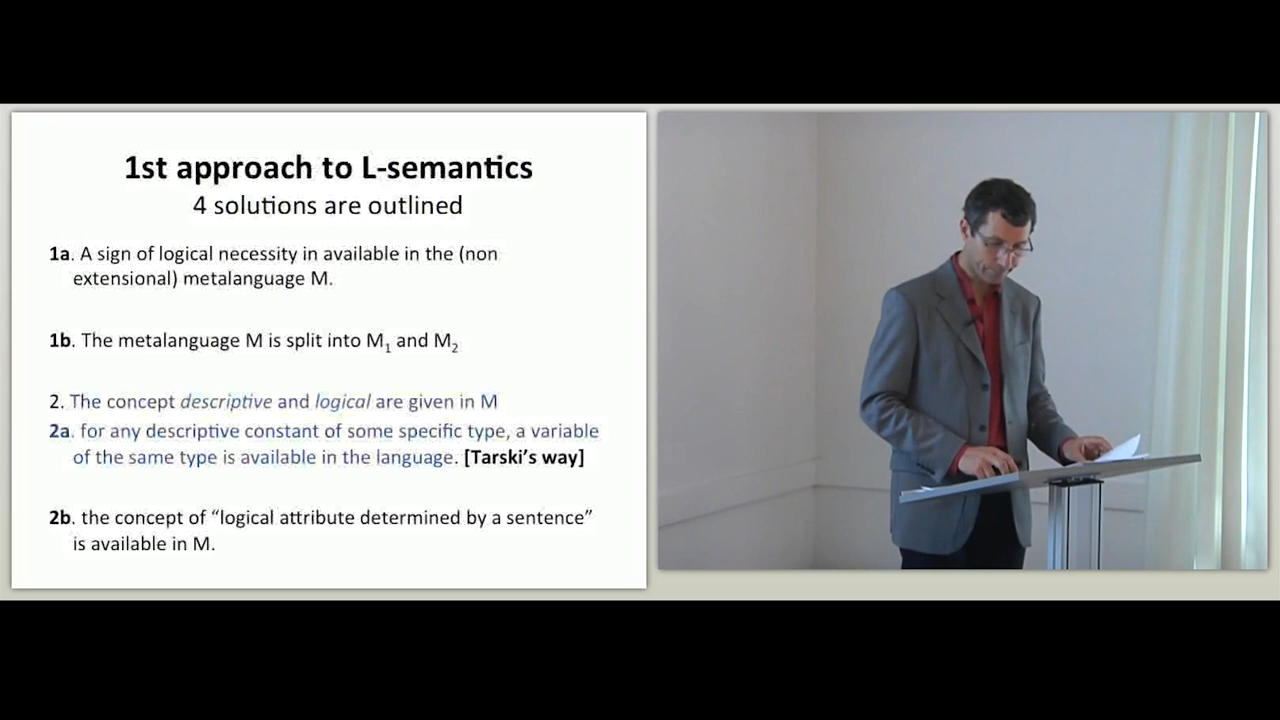 1st approach to L-semantics
4 solutions are outlined
1a. A sign of logical necessity in available in the (non
extensional) metalanguage M.
1b. The metalanguage M is split into M₁ and M₂
2. The concept descriptive and logical are given in M
2a. for any descriptive constant of some specific type, a variable
of the same type is available in the language. [Tarski's way]
2b. the concept of “logical attribute determined by a sentence”
is available in M.